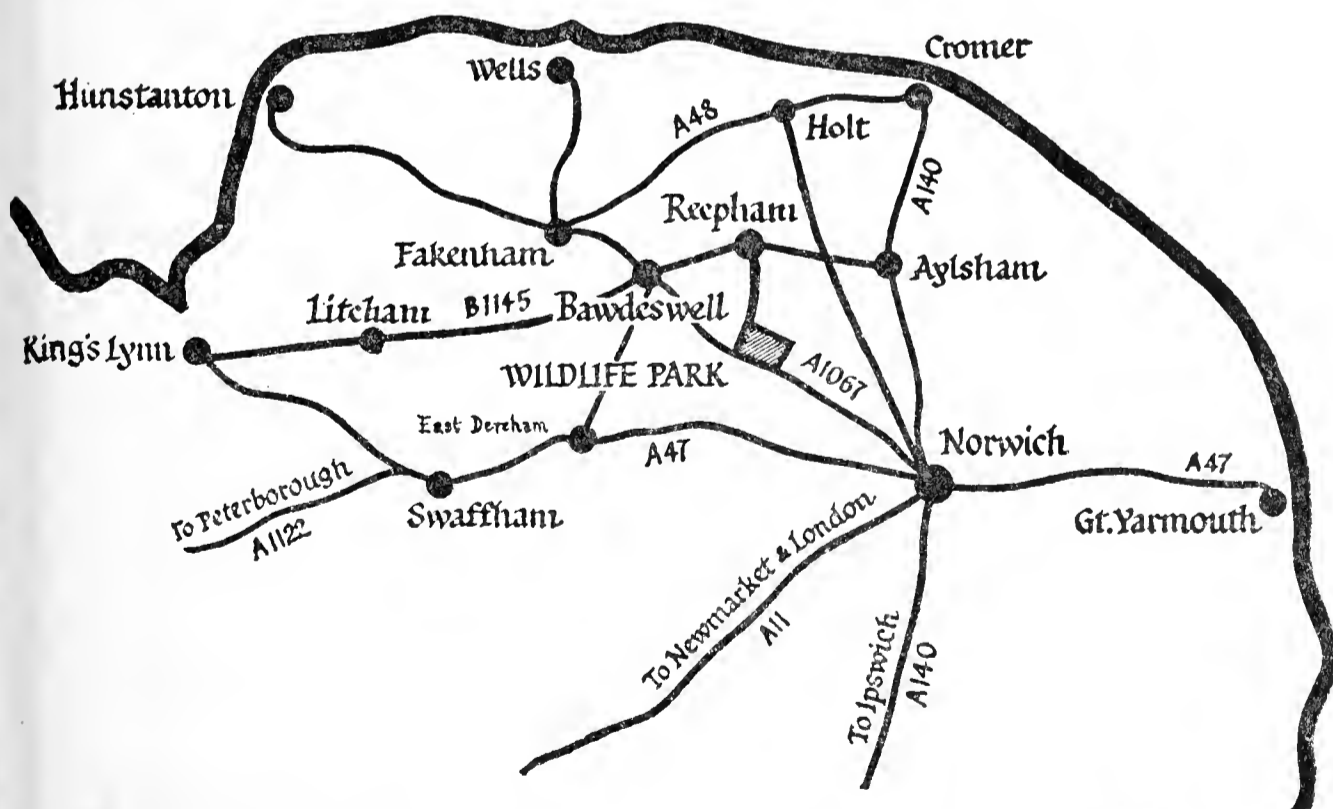 Cromer
Wells
Hunstanton
A48
Holt
A140
Reepham
Fakenham
Aylsham
Litcham
B1145
Bawdeswell
King's Lynn
WILDLIFE PARK
A1067
East Dereham
Norwich
A47
A47
To Peterborough
A1122
Swaffham
Gt. Yarmouth
To Newmarket & London
A11
To Ipswich
A140